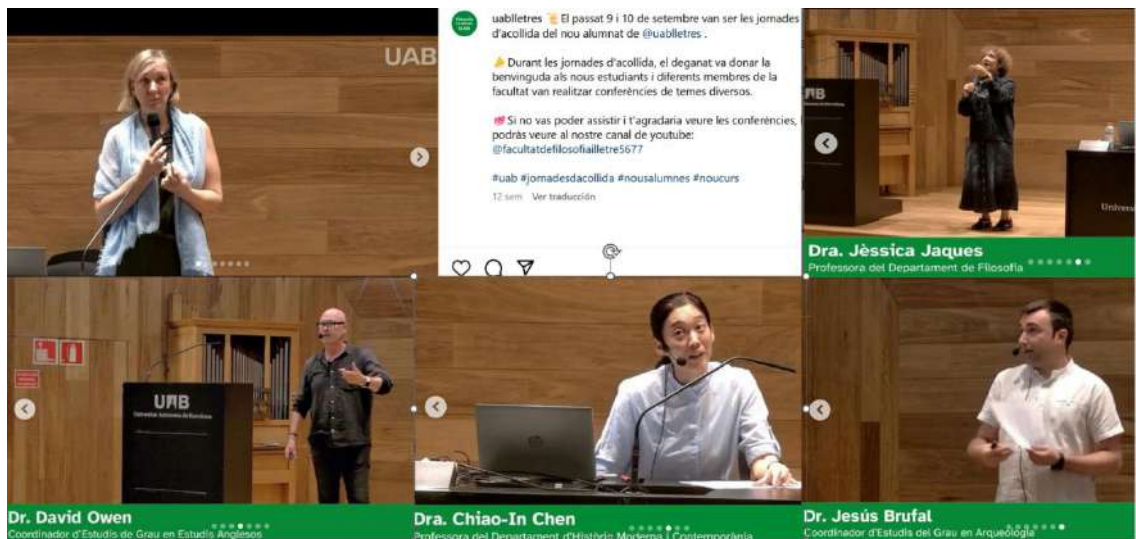 UAB
uablletres El passat 9 i 10 de setembre van ser les jornades
d'acollida del nou alumnat de @uablletres .
Durant les jornades d'acollida, el deganat va donar la
benvinguda als nous estudiants i diferents membres de la
facultat van realitzar conferències de temes diversos.
Si no vas poder assistir i t'agradaria veure les conferències,
podràs veure al nostre canal de youtube:
@facultatdefilosofiailletre5677
#uab #jornadesdacollida #nousalumnes #noucurs
12 sem Ver traducción
UAB
Univers
Dra. Jèssica Jaques
Professora del Departament de Filosofia
UAB
Universitat Autònoma de Barcelona
Dr. David Owen
Coordinador d'Estudis de Grau en Estudis Anglesos
Dra. Chiao-In Chen
Professora del Departament d'Història Moderna i Contemporània
Dr. Jesús Brufal
Coordinador d'Estudis del Grau en Arqueologia